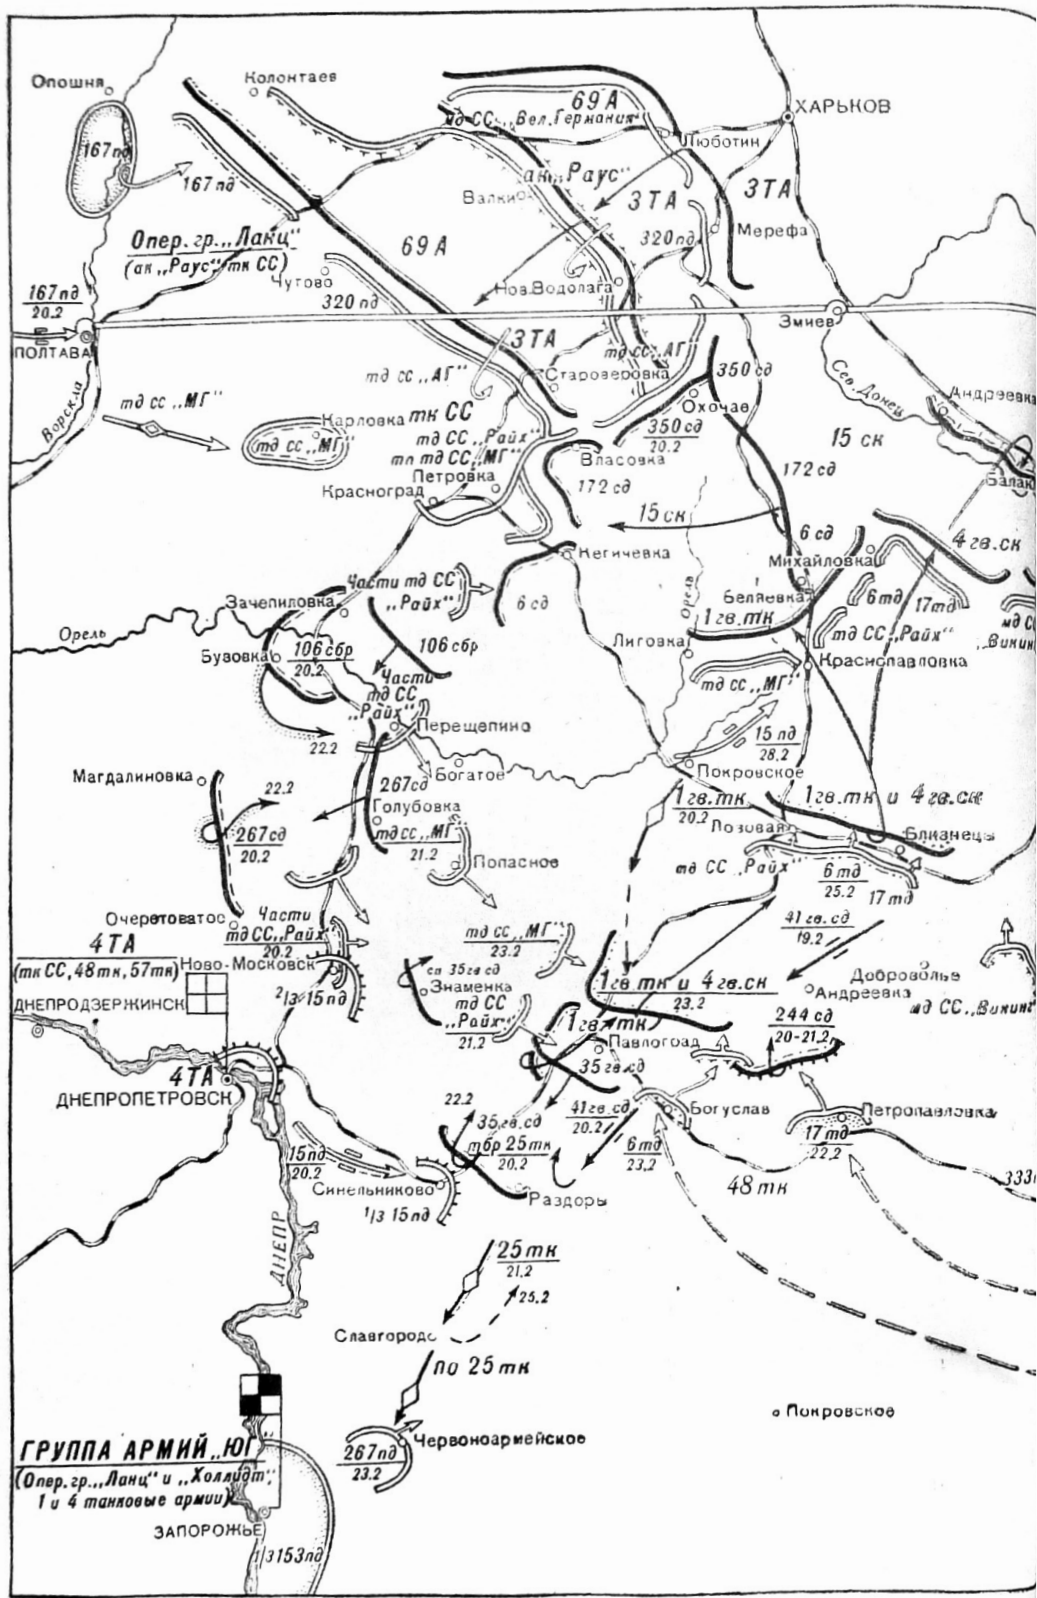 Опошня
Колонтаев
167 пд
167 пд
69 А
мд СС „Вел. Германия"
ХАРЬКОВ
Люботин
ак „Раус"
Валки
3 ТА
3 ТА
Мерефа
320 пд
Опер. гр. „Ланц"
(ак „Раус", тк СС)
69 А
Чутово
320 пд
Нов. Водолага
167 пд
20.2
ПОЛТАВА
Змиев
Ворскла
3 ТА
тд СС „АГ"
тд СС „АГ"
Староверовка
350 сд
Охочае
350 сд
20.2
Сев. Донец
Андреевка
тд СС „МГ"
Карловка
тк СС
тд СС „МГ"
тд СС „Райх"
тп тд СС „МГ"
Петровка
Красноград
Власовка
172 сд
15 ск
172 сд
Балак
15 ск
Кегичевка
6 сд
Михайловка
4 гв. ск
Части тд СС
„Райх"
6 сд
Зачепиловка
Беляевка
6 тд
17 тд
1 гв. тк
тд СС „Райх"
мд С
„Викин
Орель
Орель
Бузовка
106 сбр
20.2
106 сбр
Лиговка
Краснопавловка
тд СС „МГ"
Части
тд СС
„Райх"
Перещепино
22.2
15 пд
28.2
Магдалиновка
22.2
267 сд
Богатое
Покровское
1 гв. тк
20.2
1 гв. тк и 4 гв. ск
Голубовка
267 сд
20.2
тд СС „МГ"
21.2
Попасное
Лозовая
Близнецы
тд СС „Райх"
6 тд
25.2
17 тд
Очеретоватос
Части
тд СС „Райх"
20.2
тд СС „МГ"
23.2
41 гв. сд
19.2
4 ТА
(тк СС, 48 тк, 57 тк)
Ново-Московск
2/3 15 пд
сп 35 гв сд
Знаменка
тд СС
„Райх"
21.2
1 гв. тк и 4 гв. ск
23.2
Доброволье
Андреевка
мд СС „Викинг
ДНЕПРОДЗЕРЖИНСК
1 гв. тк
Павлоград
244 сд
20-21.2
35 гв. сд
4 ТА
ДНЕПРОПЕТРОВСК
22.2
35 гв. сд
41 гв. сд
20.2
Богуслав
Петропавловка
17 тд
22.2
15 пд
20.2
тбр 25 тк
20.2
6 тд
23.2
Синельниково
1/3 15 пд
Раздоры
48 тк
333
ДНЕПР
25 тк
21.2
25.2
Славгород
по 25 тк
Покровское
ГРУППА АРМИЙ „ЮГ"
(Опер. гр. „Ланц" и „Холлидт",
1 и 4 танковые армии)
Червоноармейское
267 пд
23.2
ЗАПОРОЖЬЕ
1/3 153 пд